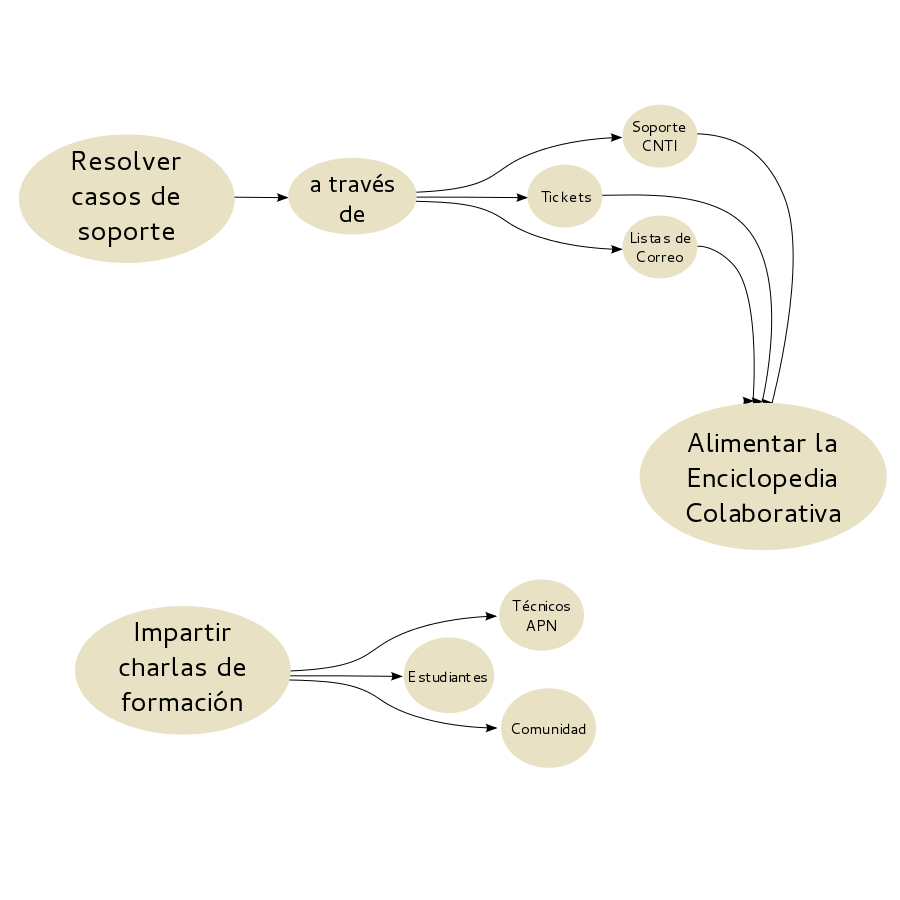 Resolver
casos de
soporte
a través
de
Soporte
CNTI
Tickets
Listas de
Correo
Alimentar la
Enciclopedia
Colaborativa
Impartir
charlas de
formación
Técnicos
APN
Estudiantes
Comunidad